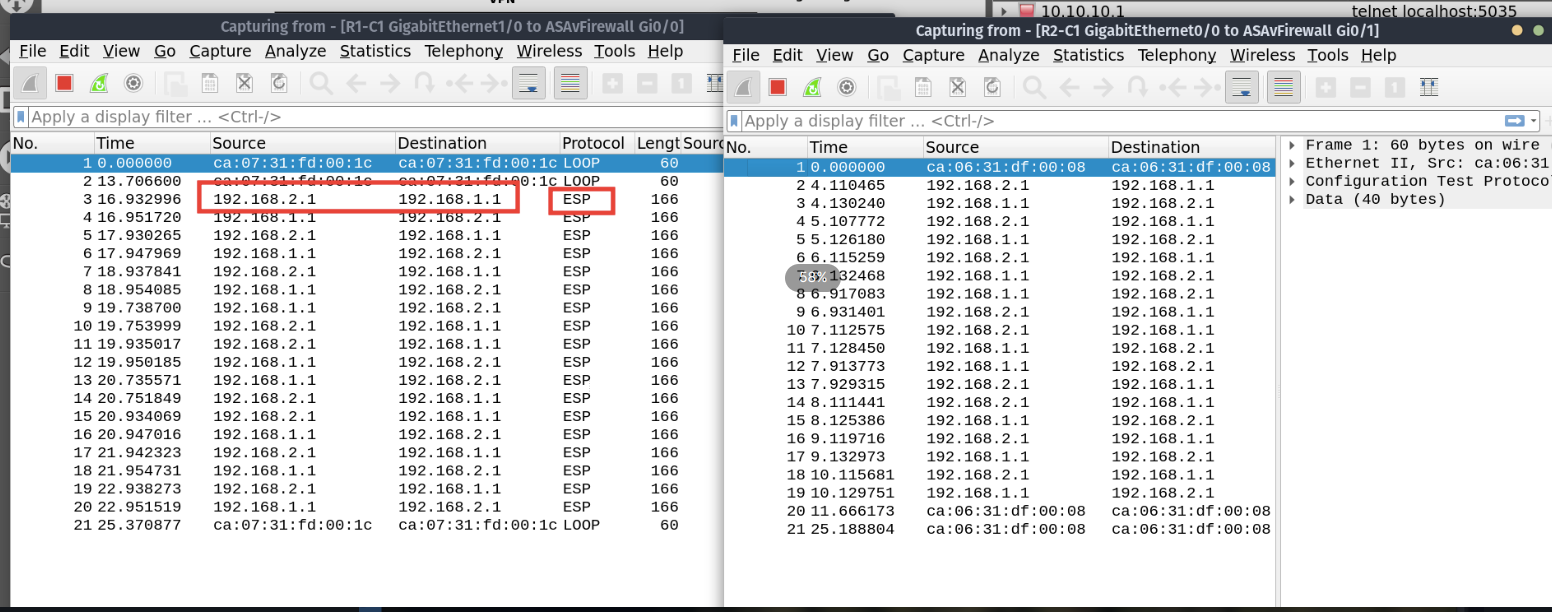 VPN
10.10.10.1 telnet localhost:5035
Capturing from - [R1-C1 GigabitEthernet1/0 to ASAvFirewall Gi0/0]
File Edit View Go Capture Analyze Statistics Telephony Wireless Tools Help
Apply a display filter … <Ctrl-/>
No. Time Source Destination Protocol Lengt Sourc
1 0.000000 ca:07:31:fd:00:1c ca:07:31:fd:00:1c LOOP 60
2 13.706600 ca:07:31:fd:00:1c ca:07:31:fd:00:1c LOOP 60
3 16.932996 192.168.2.1 192.168.1.1 ESP 166
4 16.951720 192.168.1.1 192.168.2.1 ESP 166
5 17.930265 192.168.2.1 192.168.1.1 ESP 166
6 17.947969 192.168.1.1 192.168.2.1 ESP 166
7 18.937841 192.168.2.1 192.168.1.1 ESP 166
8 18.954085 192.168.1.1 192.168.2.1 ESP 166
9 19.738700 192.168.1.1 192.168.2.1 ESP 166
10 19.753999 192.168.2.1 192.168.1.1 ESP 166
11 19.935017 192.168.2.1 192.168.1.1 ESP 166
12 19.950185 192.168.1.1 192.168.2.1 ESP 166
13 20.735571 192.168.1.1 192.168.2.1 ESP 166
14 20.751849 192.168.2.1 192.168.1.1 ESP 166
15 20.934069 192.168.2.1 192.168.1.1 ESP 166
16 20.947016 192.168.1.1 192.168.2.1 ESP 166
17 21.942323 192.168.2.1 192.168.1.1 ESP 166
18 21.954731 192.168.1.1 192.168.2.1 ESP 166
19 22.938273 192.168.2.1 192.168.1.1 ESP 166
20 22.951519 192.168.1.1 192.168.2.1 ESP 166
21 25.370877 ca:07:31:fd:00:1c ca:07:31:fd:00:1c LOOP 60
Capturing from - [R2-C1 GigabitEthernet0/0 to ASAvFirewall Gi0/1]
File Edit View Go Capture Analyze Statistics Telephony Wireless Tools Help
Apply a display filter … <Ctrl-/>
No. Time Source Destination
1 0.000000 ca:06:31:df:00:08 ca:06:31:df:00:08
2 4.110465 192.168.2.1 192.168.1.1
3 4.130240 192.168.1.1 192.168.2.1
4 5.107772 192.168.2.1 192.168.1.1
5 5.126180 192.168.1.1 192.168.2.1
6 6.115259 192.168.2.1 192.168.1.1
58% 132468 192.168.1.1 192.168.2.1
8 6.917083 192.168.1.1 192.168.2.1
9 6.931401 192.168.2.1 192.168.1.1
10 7.112575 192.168.2.1 192.168.1.1
11 7.128450 192.168.1.1 192.168.2.1
12 7.913773 192.168.1.1 192.168.2.1
13 7.929315 192.168.2.1 192.168.1.1
14 8.111441 192.168.2.1 192.168.1.1
15 8.125386 192.168.1.1 192.168.2.1
16 9.119716 192.168.2.1 192.168.1.1
17 9.132973 192.168.1.1 192.168.2.1
18 10.115681 192.168.2.1 192.168.1.1
19 10.129751 192.168.1.1 192.168.2.1
20 11.666173 ca:06:31:df:00:08 ca:06:31:df:00:08
21 25.188804 ca:06:31:df:00:08 ca:06:31:df:00:08
Frame 1: 60 bytes on wire
Ethernet II, Src: ca:06:31
Configuration Test Protoco
Data (40 bytes)